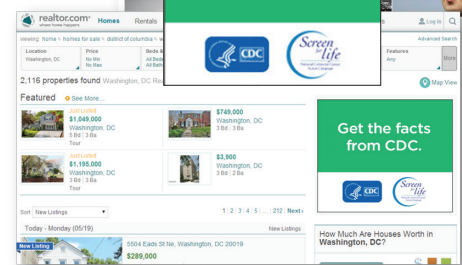 realtor.com®
where home happens
Homes
Rentals
Log in
viewing: home > homes for sale > district of columbia >
Advanced Search
Location
Washington, DC
Price
No Min
No Max
Beds &
All Beds
All Baths
Features
Any
More
2,116 properties found Washington, DC Re
Map View
Featured See More...
Just Listed
$1,049,000
Washington, DC
5 Bd | 3 Ba
Tour
$749,000
Washington, DC
3 Bd | 3 Ba
Just Listed
$1,195,000
Washington, DC
3 Bd | 3 Ba
Tour
$3,900
Washington, DC
3 Bd | 2 Ba
Sort New Listings
1 | 2 | 3 | 4 | 5 | ... | 212 Next ›
Today - Monday (05/19)
New Listings
New Listing
5504 Eads St Ne, Washington, DC 20019
$289,000
CDC
Screen
for
Life
Get the facts
from CDC.
CDC
Screen
for
Life
How Much Are Houses Worth in
Washington, DC?